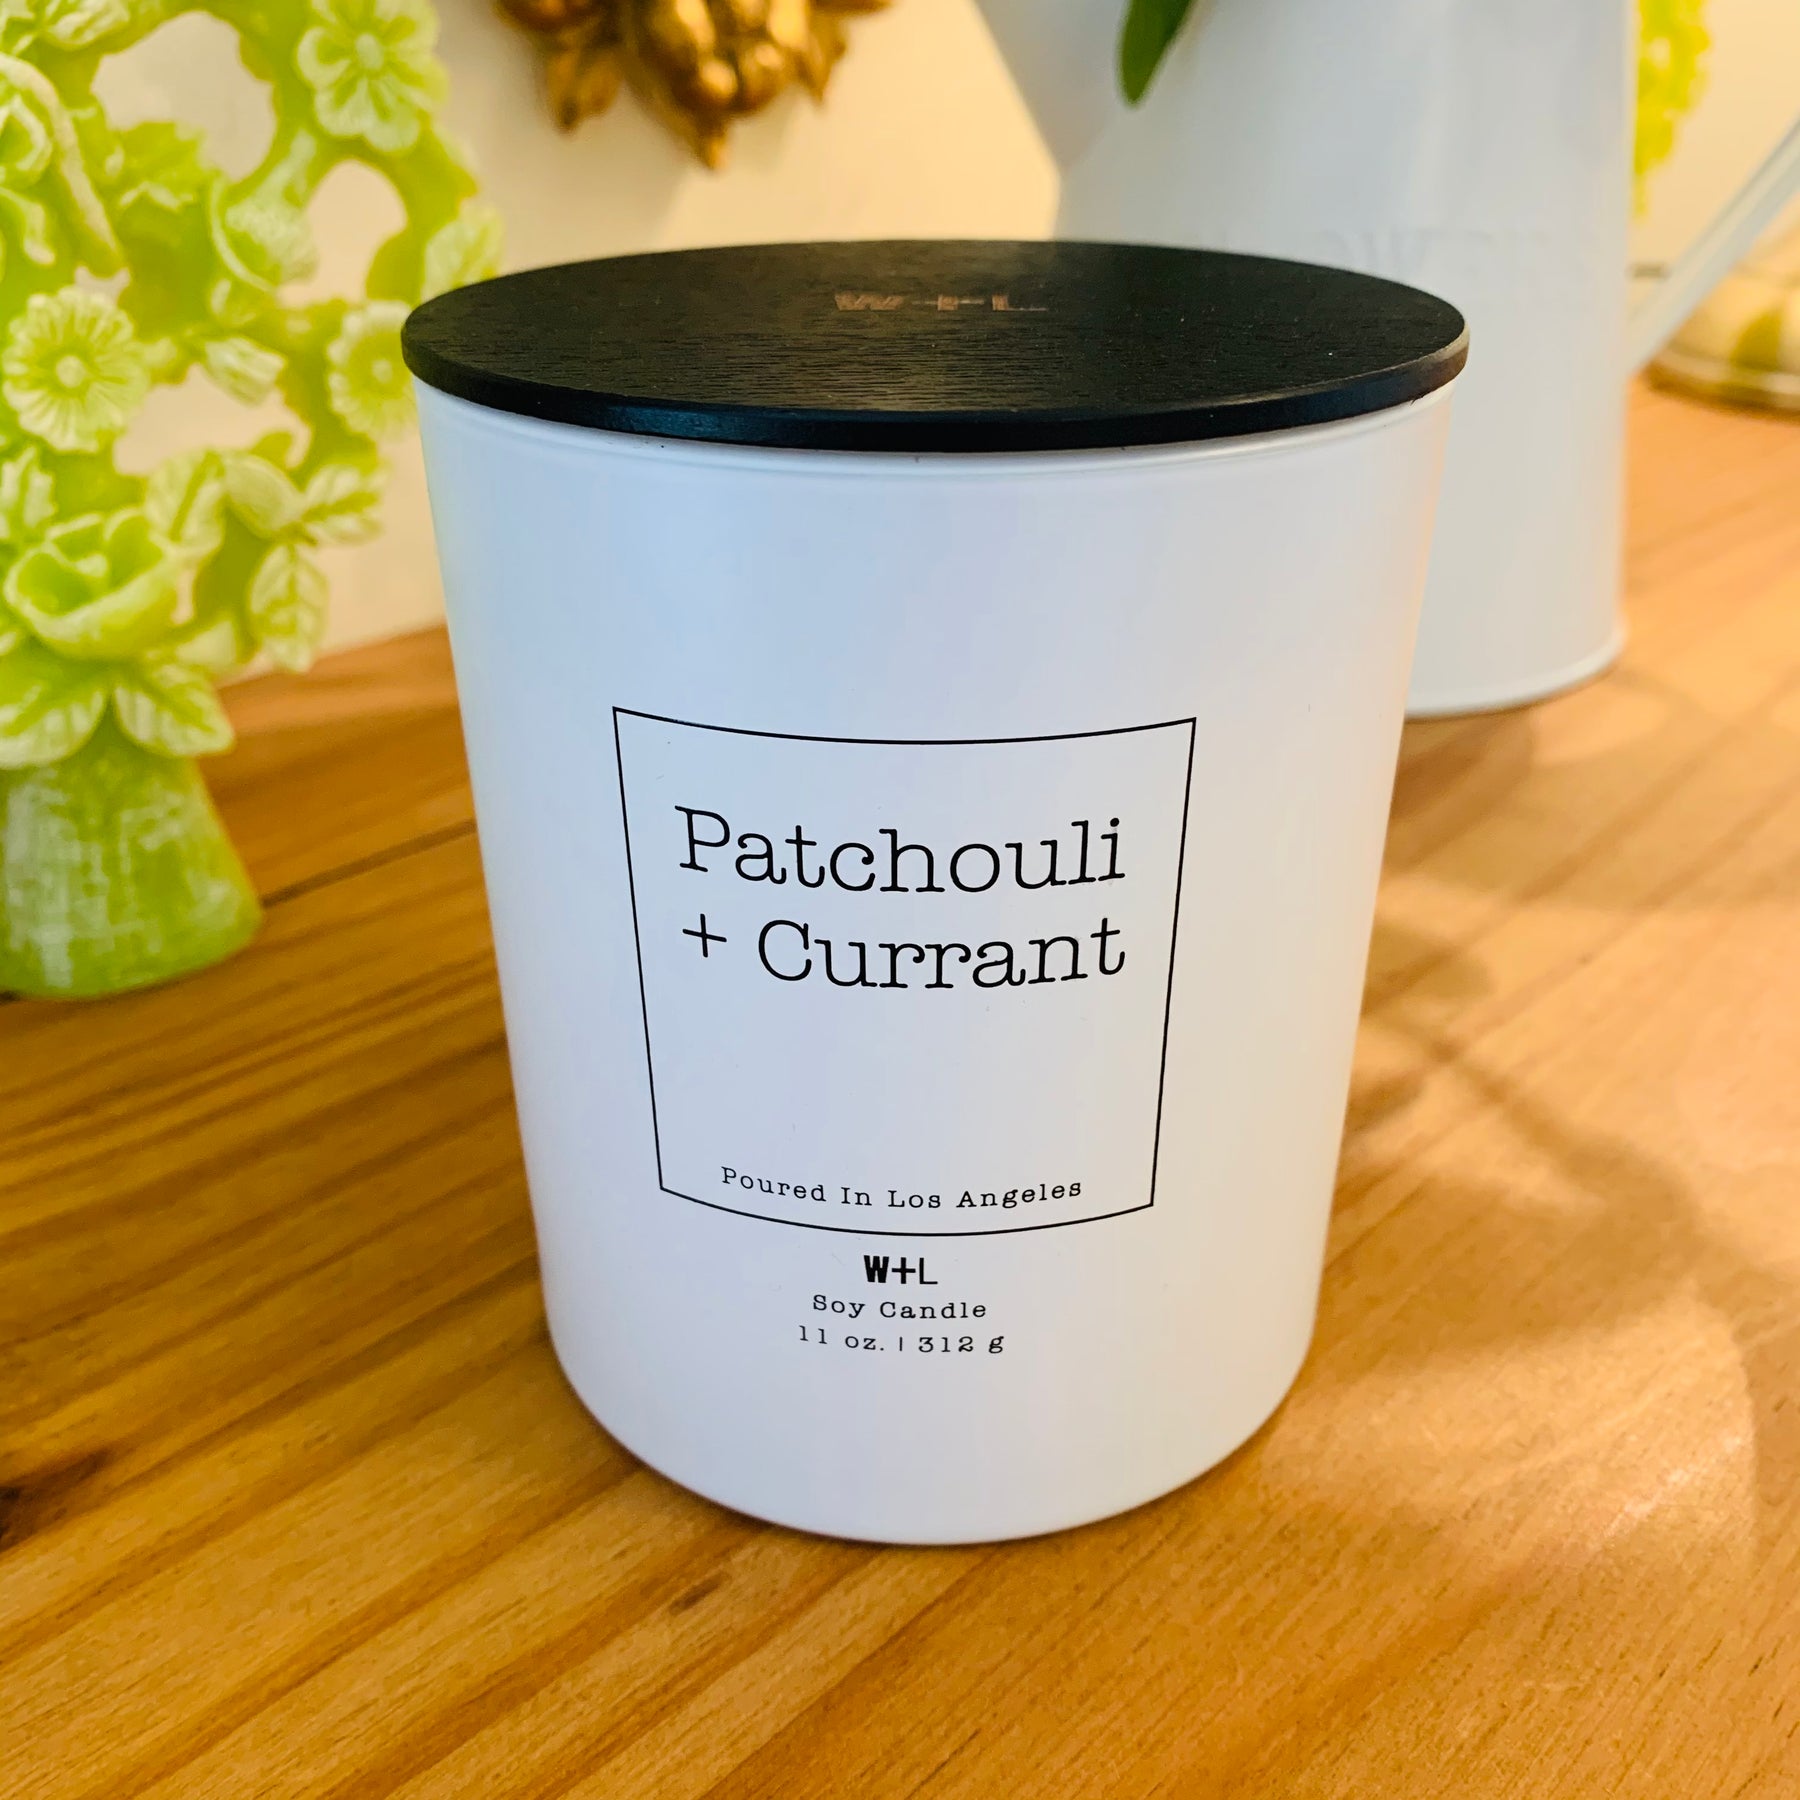 W+L
Patchouli
+ Currant
Poured In Los Angeles
W+L
Soy Candle
11 oz. | 312 g